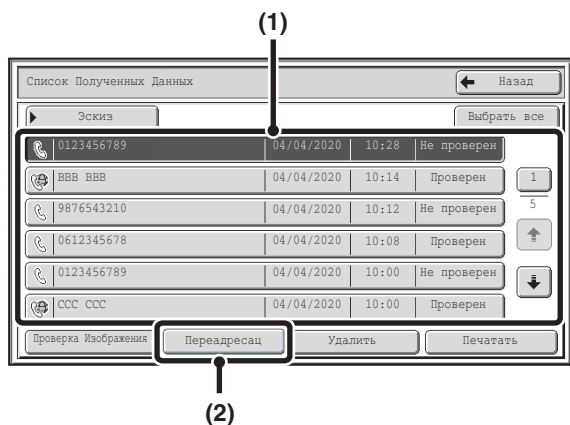 (1)
Список Полученных Данных
Назад
Эскиз
Выбрать все
0123456789 04/04/2020 10:28 Не проверен
BBB BBB 04/04/2020 10:14 Проверен
1
9876543210 04/04/2020 10:12 Не проверен
5
0612345678 04/04/2020 10:08 Проверен
0123456789 04/04/2020 10:00 Не проверен
CCC CCC 04/04/2020 10:00 Проверен
Проверка Изображения Переадресац Удалить Печатать
(2)